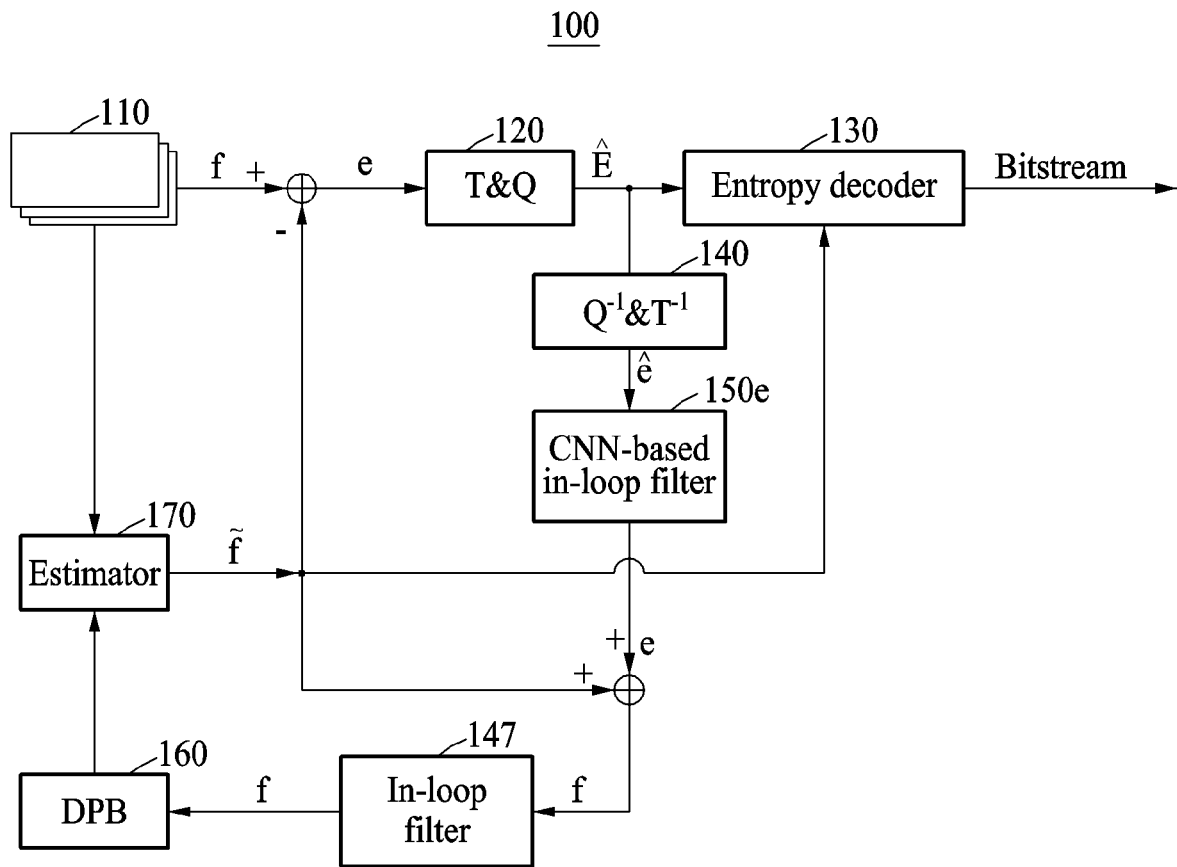 100
110
120
130
f
+
e
T&Q
Ê
Entropy decoder
Bitstream
-
140
Q⁻¹&T⁻¹
ê
150e
CNN-based
in-loop filter
170
f̃
Estimator
+
e
+
160
147
DPB
f
In-loop
filter
f